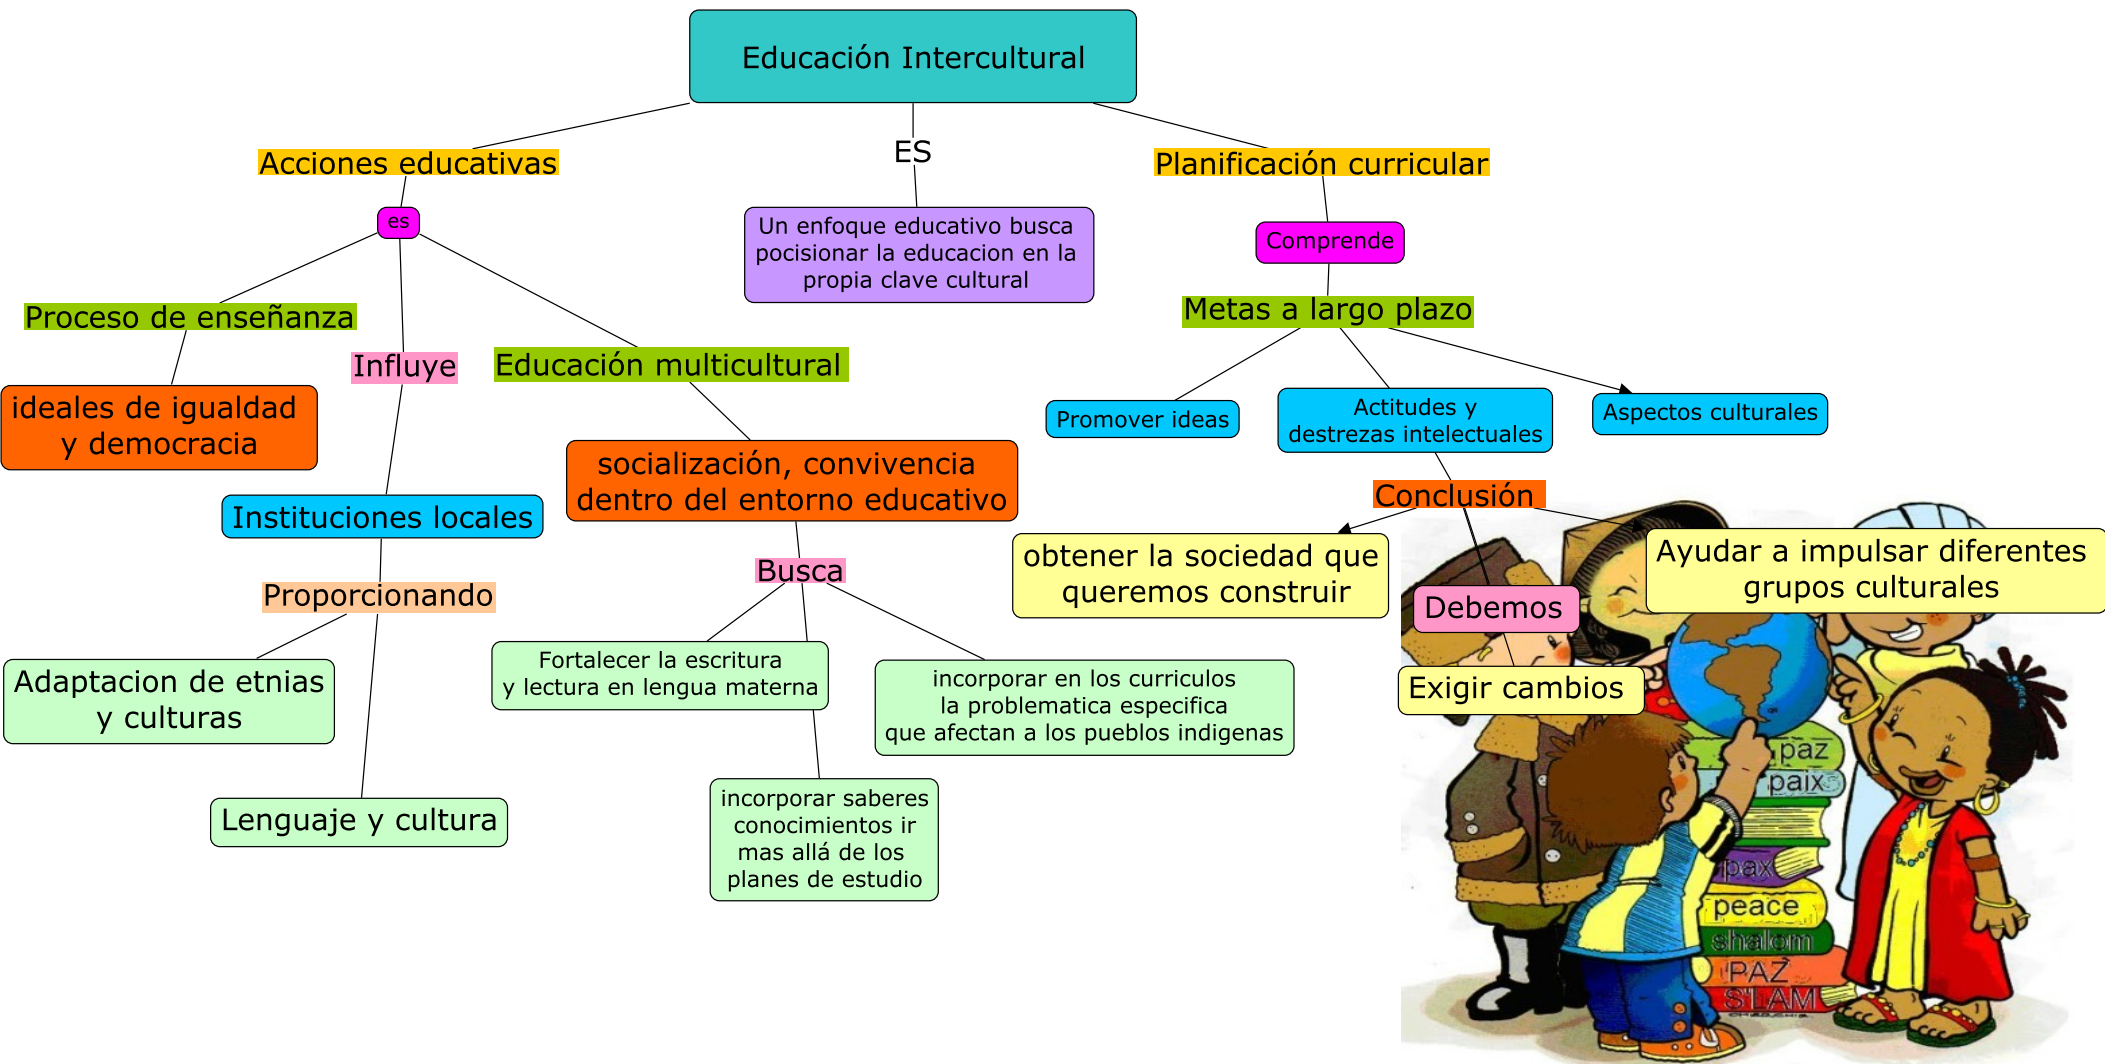 Educación Intercultural
Acciones educativas
ES
Planificación curricular
es
Un enfoque educativo busca
pocisionar la educacion en la
propia clave cultural
Comprende
Proceso de enseñanza
Influye
Educación multicultural
Metas a largo plazo
ideales de igualdad
y democracia
Promover ideas
Actitudes y
destrezas intelectuales
Aspectos culturales
Instituciones locales
socialización, convivencia
dentro del entorno educativo
Conclusión
Proporcionando
Busca
obtener la sociedad que
queremos construir
Debemos
Ayudar a impulsar diferentes
grupos culturales
Exigir cambios
Adaptacion de etnias
y culturas
Fortalecer la escritura
y lectura en lengua materna
incorporar en los curriculos
la problematica especifica
que afectan a los pueblos indigenas
Lenguaje y cultura
incorporar saberes
conocimientos ir
mas allá de los
planes de estudio
paz
paix
pax
peace
shalom
PAZ
S'LAM